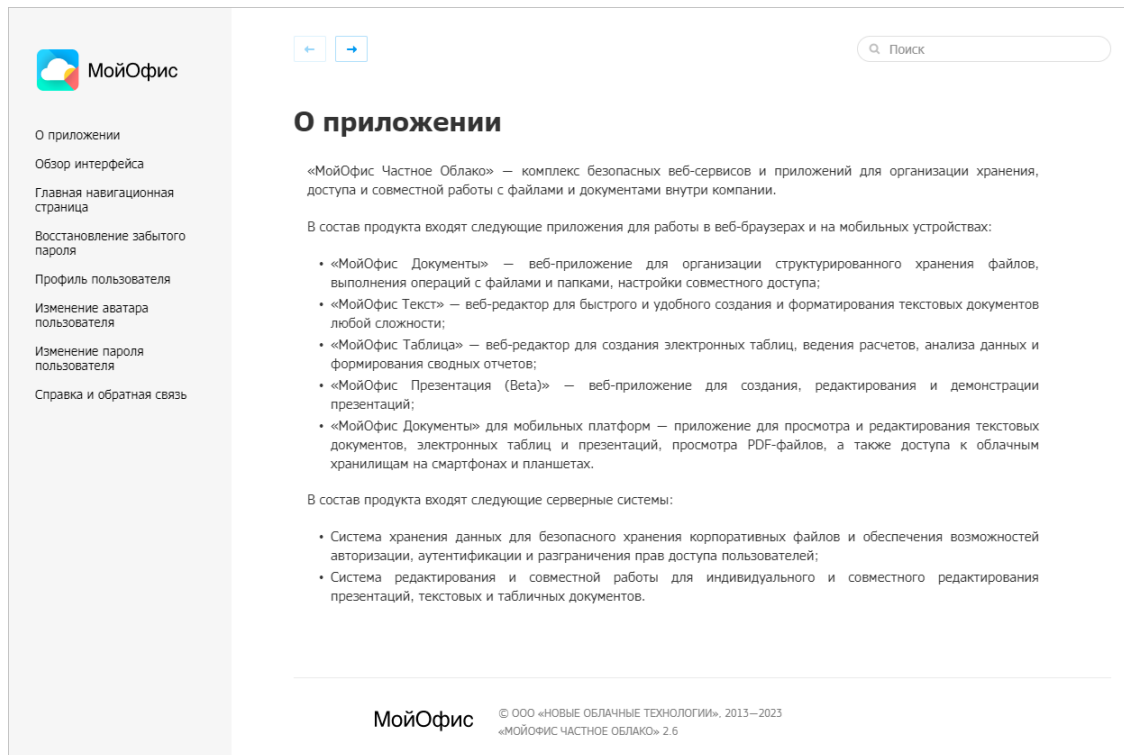 МойОфис
О приложении
Обзор интерфейса
Главная навигационная
страница
Восстановление забытого
пароля
Профиль пользователя
Изменение аватара
пользователя
Изменение пароля
пользователя
Справка и обратная связь
← →
Поиск
О приложении
«МойОфис Частное Облако» — комплекс безопасных веб-сервисов и приложений для организации хранения,
доступа и совместной работы с файлами и документами внутри компании.
В состав продукта входят следующие приложения для работы в веб-браузерах и на мобильных устройствах:
• «МойОфис Документы» — веб-приложение для организации структурированного хранения файлов,
выполнения операций с файлами и папками, настройки совместного доступа;
• «МойОфис Текст» — веб-редактор для быстрого и удобного создания и форматирования текстовых документов
любой сложности;
• «МойОфис Таблица» — веб-редактор для создания электронных таблиц, ведения расчетов, анализа данных и
формирования сводных отчетов;
• «МойОфис Презентация (Beta)» — веб-приложение для создания, редактирования и демонстрации
презентаций;
• «МойОфис Документы» для мобильных платформ — приложение для просмотра и редактирования текстовых
документов, электронных таблиц и презентаций, просмотра PDF-файлов, а также доступа к облачным
хранилищам на смартфонах и планшетах.
В состав продукта входят следующие серверные системы:
• Система хранения данных для безопасного хранения корпоративных файлов и обеспечения возможностей
авторизации, аутентификации и разграничения прав доступа пользователей;
• Система редактирования и совместной работы для индивидуального и совместного редактирования
презентаций, текстовых и табличных документов.
МойОфис
© ООО «НОВЫЕ ОБЛАЧНЫЕ ТЕХНОЛОГИИ», 2013—2023
«МОЙОФИС ЧАСТНОЕ ОБЛАКО» 2.6